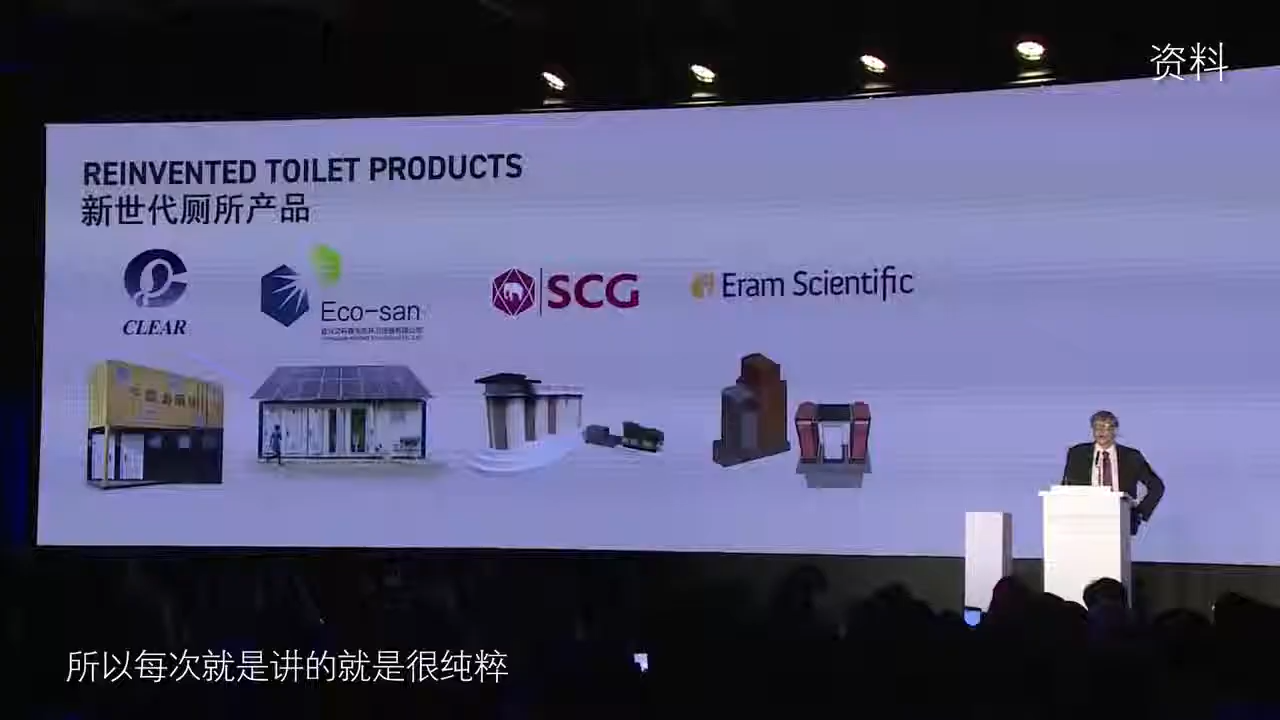 资料
REINVENTED TOILET PRODUCTS
新世代厕所产品
CLEAR
Eco-san
SCG
Eram Scientific
所以每次就是讲的就是很纯粹